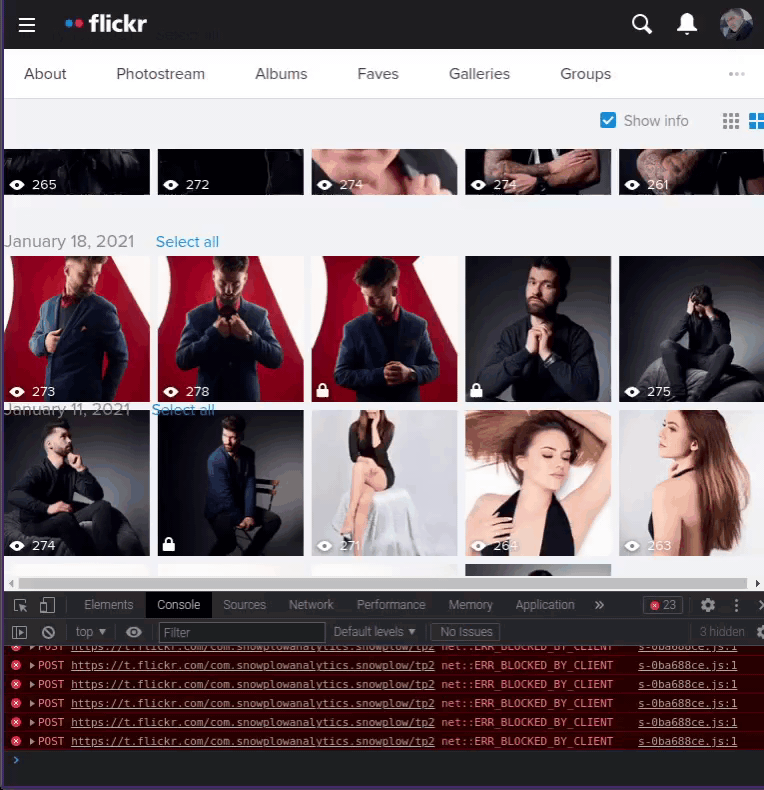 flickr
About Photostream Albums Faves Galleries Groups
Show info
265 272 274 274 261
January 18, 2021 Select all
273 278 275
January 11, 2021 Select all
274 271 264 263
Elements Console Sources Network Performance Memory Application » 23
top ▼ Filter Default levels ▼ No Issues 3 hidden
POST https://t.flickr.com/com.snowplowanalytics.snowplow/tp2 net::ERR_BLOCKED_BY_CLIENT s-0ba688ce.js:1
POST https://t.flickr.com/com.snowplowanalytics.snowplow/tp2 net::ERR_BLOCKED_BY_CLIENT s-0ba688ce.js:1
POST https://t.flickr.com/com.snowplowanalytics.snowplow/tp2 net::ERR_BLOCKED_BY_CLIENT s-0ba688ce.js:1
POST https://t.flickr.com/com.snowplowanalytics.snowplow/tp2 net::ERR_BLOCKED_BY_CLIENT s-0ba688ce.js:1
POST https://t.flickr.com/com.snowplowanalytics.snowplow/tp2 net::ERR_BLOCKED_BY_CLIENT s-0ba688ce.js:1
POST https://t.flickr.com/com.snowplowanalytics.snowplow/tp2 net::ERR_BLOCKED_BY_CLIENT s-0ba688ce.js:1